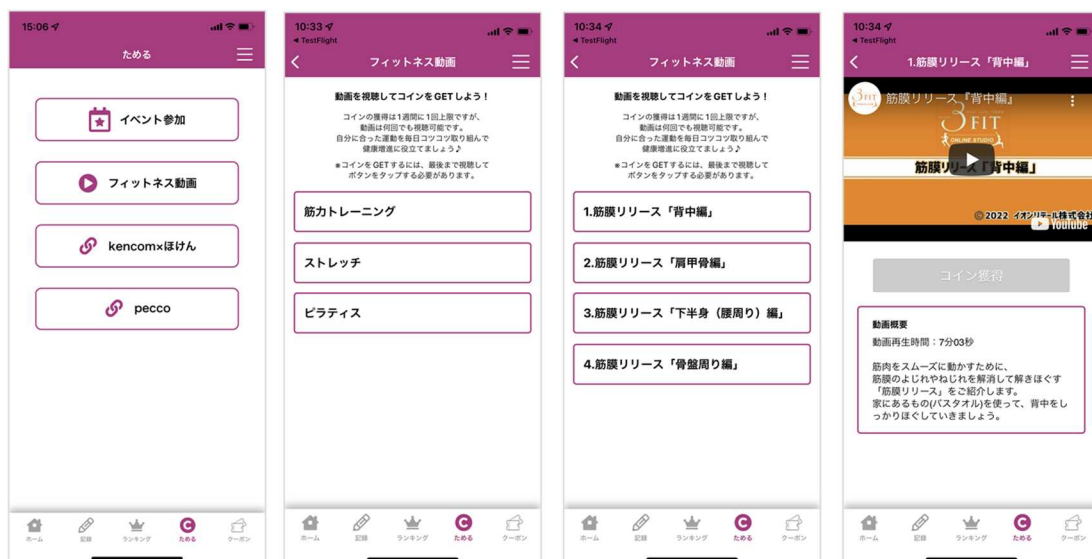 15:06
ためる
イベント参加
フィットネス動画
kencom×ほけん
pecco
ホーム
記録
ランキング
ためる
クーポン
10:33
TestFlight
フィットネス動画
動画を視聴してコインをGETしよう！
コインの獲得は1週間に1回上限ですが、
動画は何回でも視聴可能です。
自分に合った運動を毎日コツコツ取り組んで
健康増進に役立てましょう♪
※コインをGETするには、最後まで視聴して
ボタンをタップする必要があります。
筋力トレーニング
ストレッチ
ピラティス
ホーム
記録
ランキング
ためる
クーポン
10:34
TestFlight
フィットネス動画
動画を視聴してコインをGETしよう！
コインの獲得は1週間に1回上限ですが、
動画は何回でも視聴可能です。
自分に合った運動を毎日コツコツ取り組んで
健康増進に役立てましょう♪
※コインをGETするには、最後まで視聴して
ボタンをタップする必要があります。
1.筋膜リリース「背中編」
2.筋膜リリース「肩甲骨編」
3.筋膜リリース「下半身（腰周り）編」
4.筋膜リリース「骨盤周り編」
ホーム
記録
ランキング
ためる
クーポン
10:34
TestFlight
1.筋膜リリース「背中編」
3FIT
筋膜リリース『背中編』
3FIT
ONLINE STUDIO
筋膜リリース「背中編」
©2022 イオンリテール株式会社
YouTube
コイン獲得
動画概要
動画再生時間：7分03秒
筋肉をスムーズに動かすために、
筋膜のよじれやねじれを解消して解きほぐす
「筋膜リリース」をご紹介します。
家にあるもの(バスタオル)を使って、背中をし
っかりほぐしていきましょう。
ホーム
記録
ランキング
ためる
クーポン